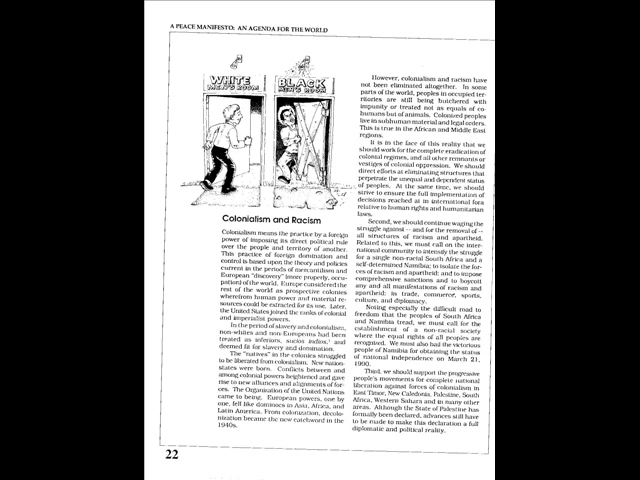 A PEACE MANIFESTO: AN AGENDA FOR THE WORLD
WHITE
MEN'S ROOM
BLACK
MEN'S ROOM
Colonialism and Racism
Colonialism means the practice by a foreign
power of imposing its direct political rule
over the people and territory of another.
This practice of foreign domination and
control is based upon the theory and policies
current in the periods of mercantilism and
European "discovery" (more properly, occu-
pation) of the world. Europe considered the
rest of the world as prospective colonies
wherefrom human power and material re-
sources could be extracted for its use. Later,
the United States joined the ranks of colonial
and imperialist powers.
In the period of slavery and colonialism,
non-whites and non-Europeans had been
treated as inferiors, sucios indios, and
deemed fit for slavery and domination.
The "natives" in the colonies struggled
to be liberated from colonialism. New nation-
states were born. Conflicts between and
among colonial powers heightened and gave
rise to new alliances and alignments of for-
ces. The Organization of the United Nations
came to being. European powers, one by
one, fell like dominoes in Asia, Africa, and
Latin America. From colonization, decolo-
nization became the new catchword in the
1940s.
However, colonialism and racism have
not been eliminated altogether. In some
parts of the world, peoples in occupied ter-
ritories are still being butchered with
impunity or treated not as equals of co-
humans but of animals. Colonized peoples
live in subhuman material and legal orders.
This is true in the African and Middle East
regions.
It is in the face of this reality that we
should work for the complete eradication of
colonial regimes, and all other remnants or
vestiges of colonial oppression. We should
direct efforts at eliminating structures that
perpetrate the unequal and dependent status
of peoples. At the same time, we should
strive to ensure the full implementation of
decisions reached at in international fora
relative to human rights and humanitarian
laws.
Second, we should continue waging the
struggle against -- and for the removal of --
all structures of racism and apartheid.
Related to this, we must call on the inter-
national community to intensify the struggle
for a single non-racial South Africa and a
self-determined Namibia; to isolate the for-
ces of racism and apartheid; and to impose
comprehensive sanctions and to boycott
any and all manifestations of racism and
apartheid: in trade, commerce, sports,
culture, and diplomacy.
Noting especially the difficult road to
freedom that the peoples of South Africa
and Namibia tread, we must call for the
establishment of a non-racial society
where the equal rights of all peoples are
recognized. We must also hail the victorious
people of Namibia for obtaining the status
of national independence on March 21,
1990.
Third, we should support the progressive
people's movements for complete national
liberation against forces of colonialism in
East Timor, New Caledonia, Palestine, South
Africa, Western Sahara and in many other
areas. Although the State of Palestine has
formally been declared, advances still have
to be made to make this declaration a full
diplomatic and political reality.
22